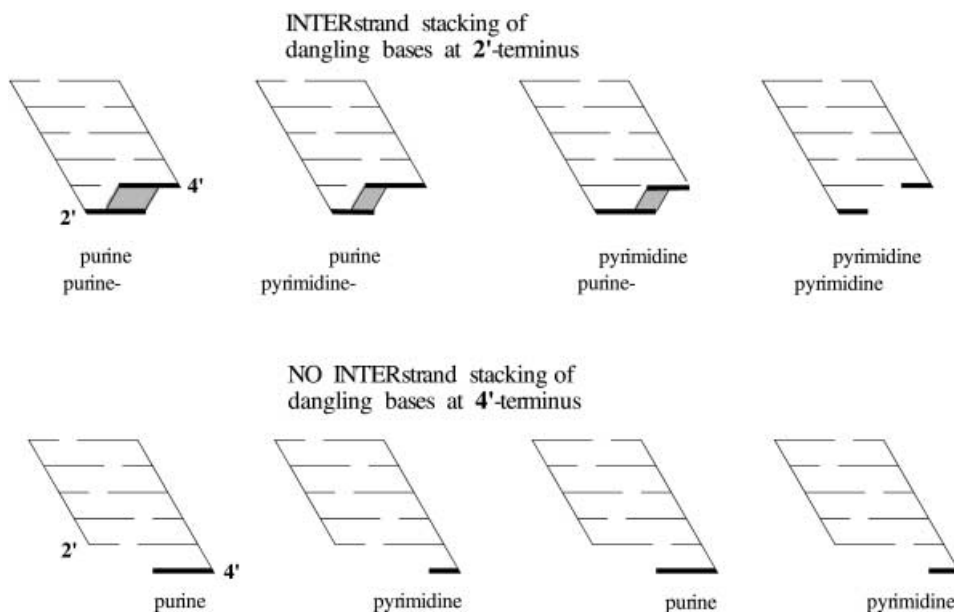 INTERstrand stacking of
dangling bases at 2'-terminus
4'
2'
purine purine pyrimidine pyrimidine
purine- pyrimidine- purine- pyrimidine
NO INTERstrand stacking of
dangling bases at 4'-terminus
2'
4'
purine pyrimidine purine pyrimidine